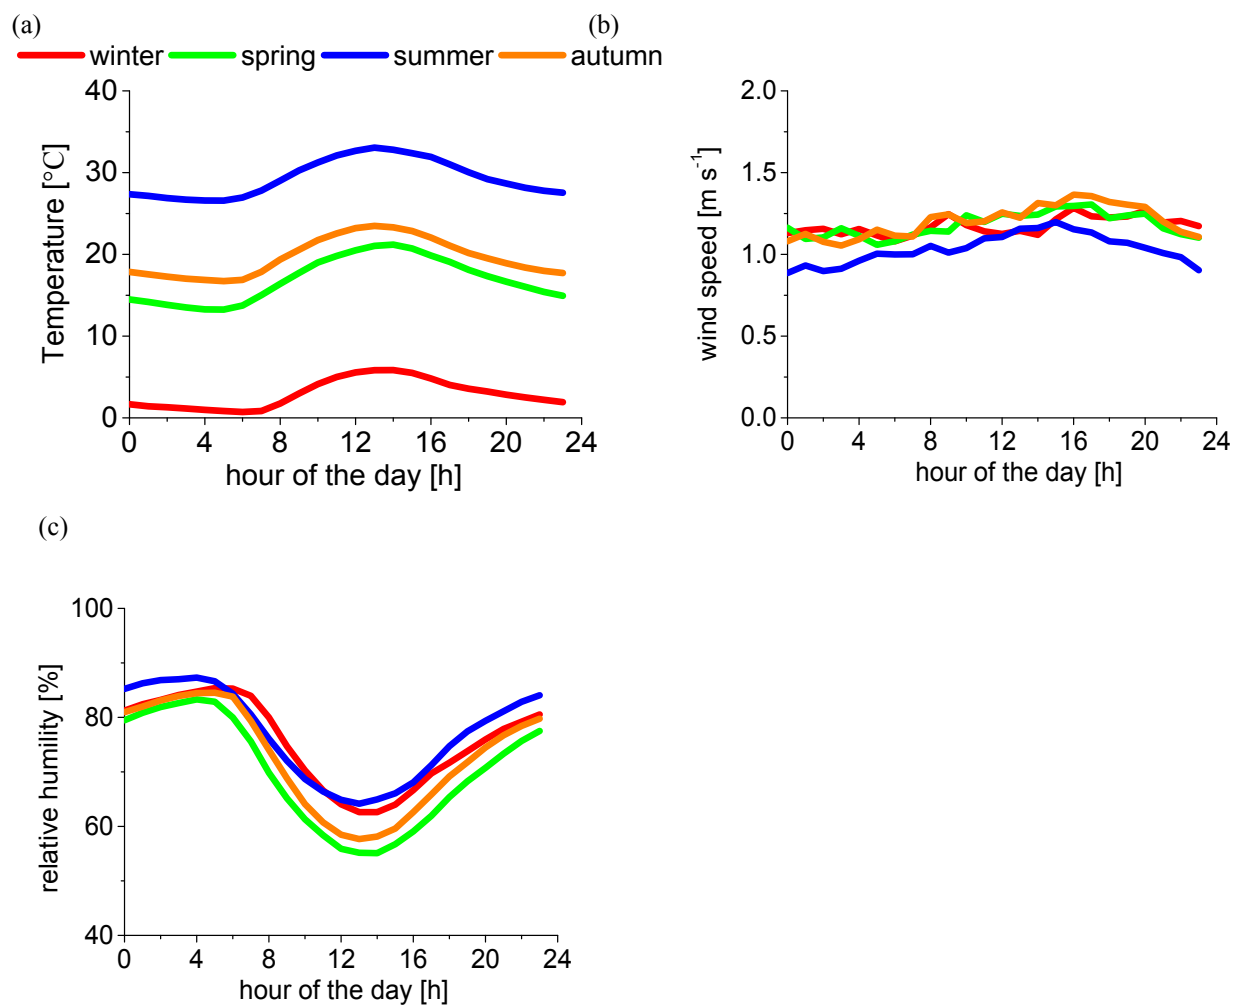 (a)
(b)
winter spring summer autumn
40
30
20
10
0
Temperature [°C]
0 4 8 12 16 20 24
hour of the day [h]
2.0
1.5
1.0
0.5
0.0
wind speed [m s-1]
0 4 8 12 16 20 24
hour of the day [h]
(c)
100
80
60
40
relative humility [%]
0 4 8 12 16 20 24
hour of the day [h]